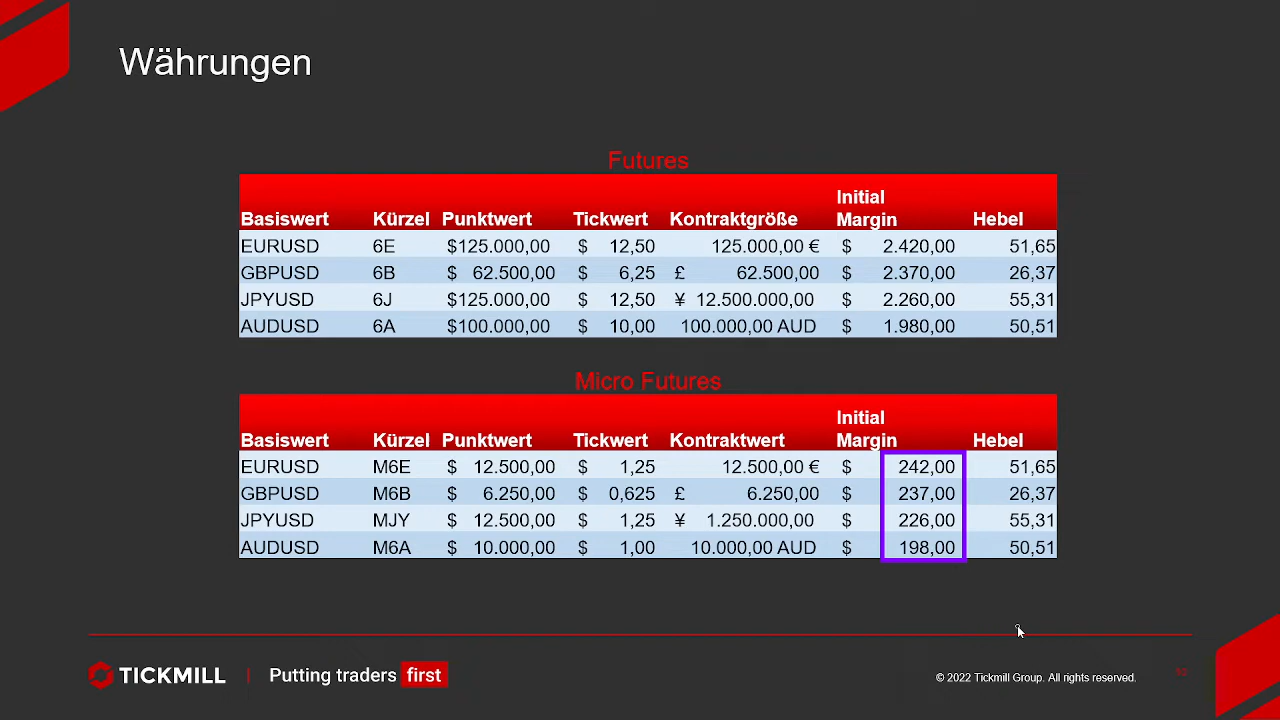 Währungen
Futures
Basiswert Kürzel Punktwert Tickwert Kontraktgröße Initial Margin Hebel
EURUSD 6E $125.000,00 $ 12,50 125.000,00 € $ 2.420,00 51,65
GBPUSD 6B $ 62.500,00 $ 6,25 £ 62.500,00 $ 2.370,00 26,37
JPYUSD 6J $125.000,00 $ 12,50 ¥ 12.500.000,00 $ 2.260,00 55,31
AUDUSD 6A $100.000,00 $ 10,00 100.000,00 AUD $ 1.980,00 50,51
Micro Futures
Basiswert Kürzel Punktwert Tickwert Kontraktwert Initial Margin Hebel
EURUSD M6E $ 12.500,00 $ 1,25 12.500,00 € $ 242,00 51,65
GBPUSD M6B $ 6.250,00 $ 0,625 £ 6.250,00 $ 237,00 26,37
JPYUSD MJY $ 12.500,00 $ 1,25 ¥ 1.250.000,00 $ 226,00 55,31
AUDUSD M6A $ 10.000,00 $ 1,00 10.000,00 AUD $ 198,00 50,51
TICKMILL | Putting traders first
© 2022 Tickmill Group. All rights reserved.